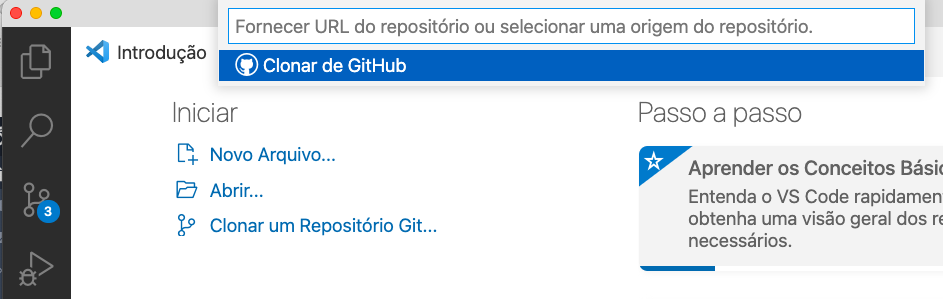 Fornecer URL do repositório ou selecionar uma origem do repositório.
Clonar de GitHub
Introdução
Iniciar
Novo Arquivo...
Abrir...
Clonar um Repositório Git...
3
Passo a passo
Aprender os Conceitos Básic
Entenda o VS Code rapidamen
obtenha uma visão geral dos re
necessários.